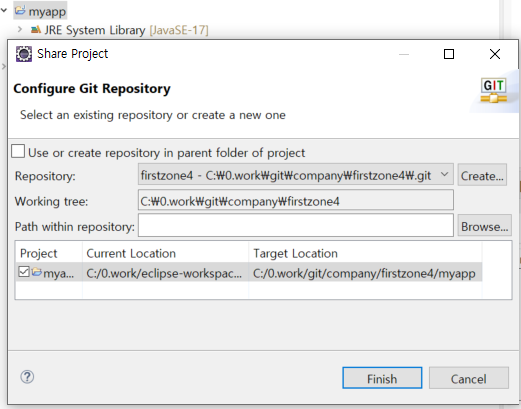 myapp
JRE System Library [JavaSE-17]
Share Project
Configure Git Repository
Select an existing repository or create a new one
GIT
Use or create repository in parent folder of project
Repository: firstzone4 - C:₩0.work₩git₩company₩firstzone4₩.git Create...
Working tree: C:₩0.work₩git₩company₩firstzone4
Path within repository: Browse...
Project Current Location Target Location
mya... C:/0.work/eclipse-workspac... C:/0.work/git/company/firstzone4/myapp
Finish Cancel